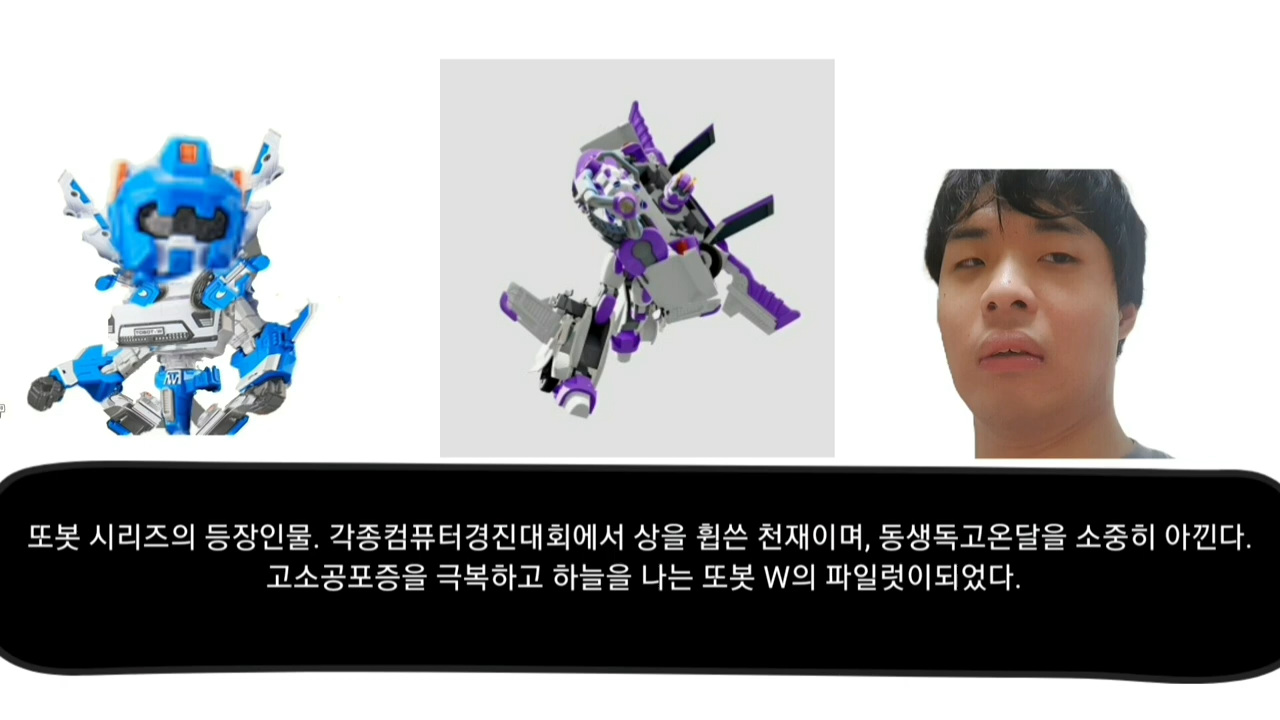 TOBOT-W
W
또봇 시리즈의 등장인물. 각종컴퓨터경진대회에서 상을 휩쓴 천재이며, 동생독고온달을 소중히 아낀다.
고소공포증을 극복하고 하늘을 나는 또봇 W의 파일럿이되었다.